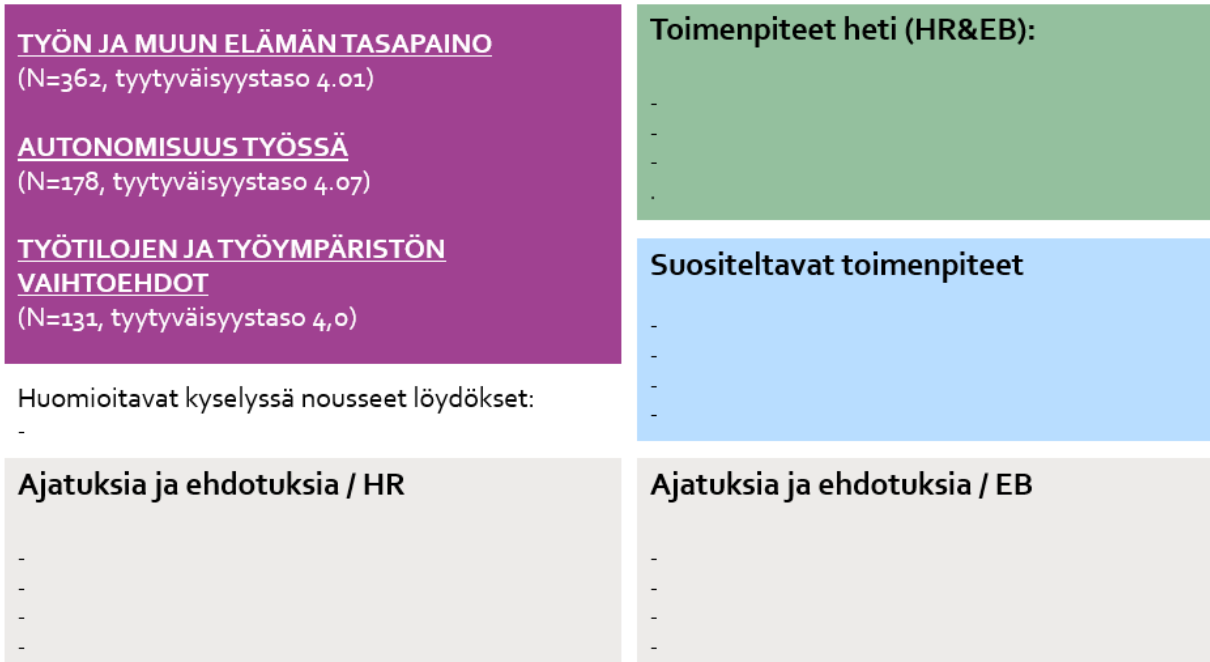 TYÖN JA MUUN ELÄMÄN TASAPAINO
(N=362, tyytyväisyystaso 4.01)
AUTONOMISUUS TYÖSSÄ
(N=178, tyytyväisyystaso 4.07)
TYÖTILOJEN JA TYÖYMPÄRISTÖN
VAIHTOEHDOT
(N=131, tyytyväisyystaso 4,0)
Huomioitavat kyselyssä nousseet löydökset:
-
Toimenpiteet heti (HR&EB):
-
-
-
.
Suositeltavat toimenpiteet
-
-
-
-
Ajatuksia ja ehdotuksia / HR
-
-
-
-
Ajatuksia ja ehdotuksia / EB
-
-
-
-